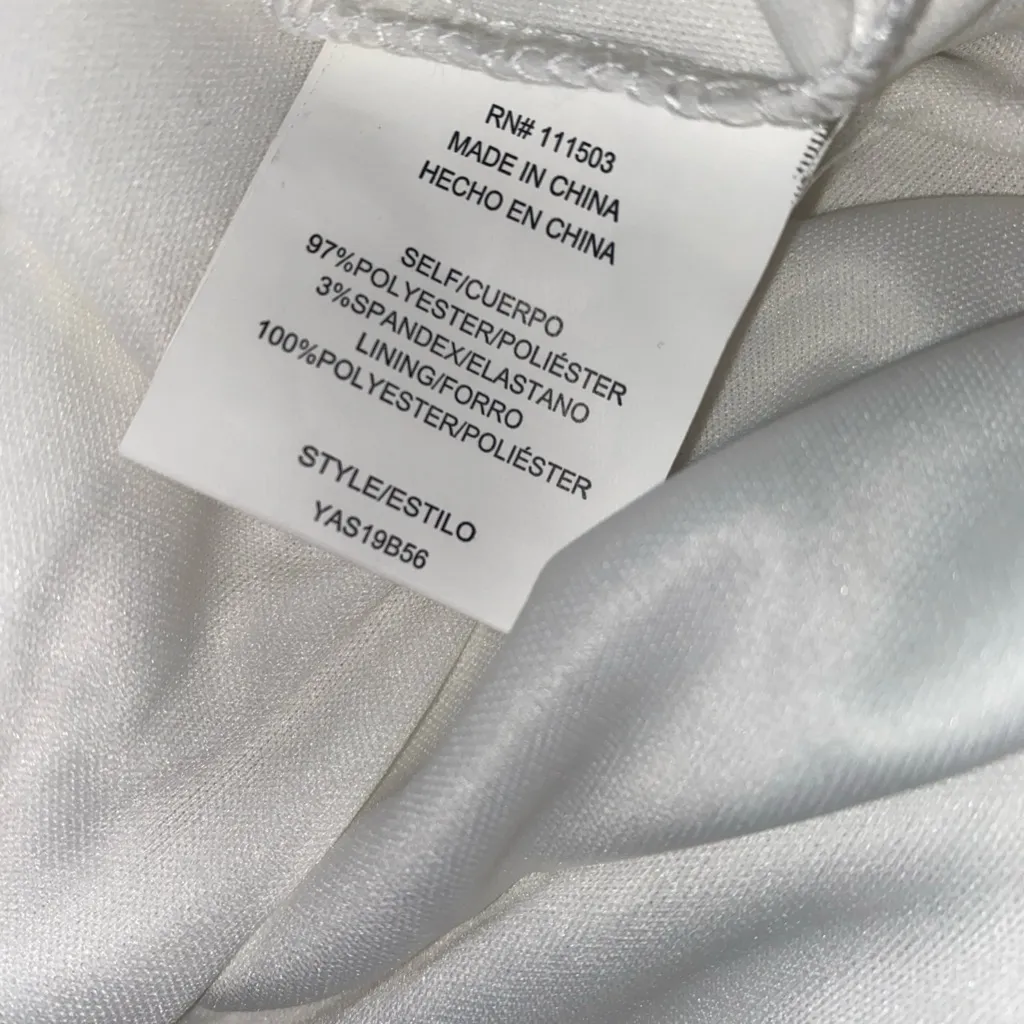 RN# 111503
MADE IN CHINA
HECHO EN CHINA
SELF/CUERPO
97%POLYESTER/POLIÉSTER
3%SPANDEX/ELASTANO
LINING/FORRO
100%POLYESTER/POLIÉSTER
STYLE/ESTILO
YAS19B56